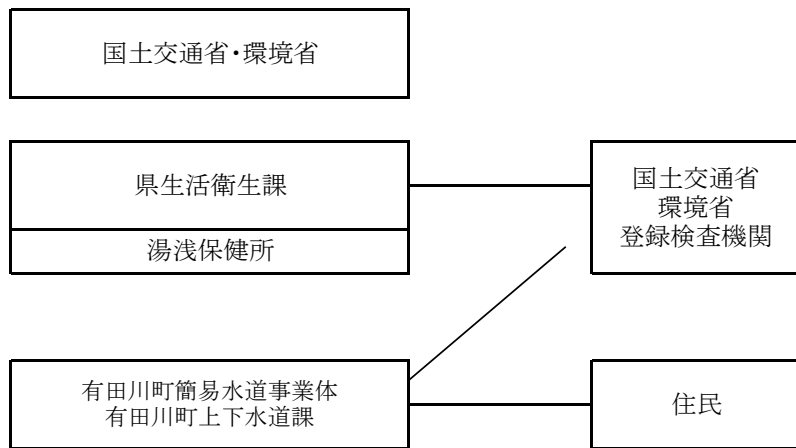 国土交通省・環境省
県生活衛生課
湯浅保健所
国土交通省
環境省
登録検査機関
有田川町簡易水道事業体
有田川町上下水道課
住民